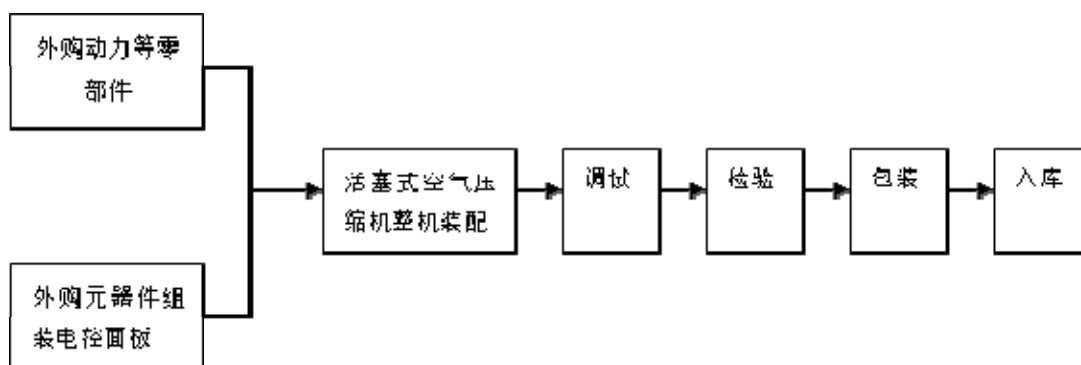 外购动力等零
部件
活塞式空气压
缩机整机装配
调试
检验
包装
入库
外购元器件组
装电控面板